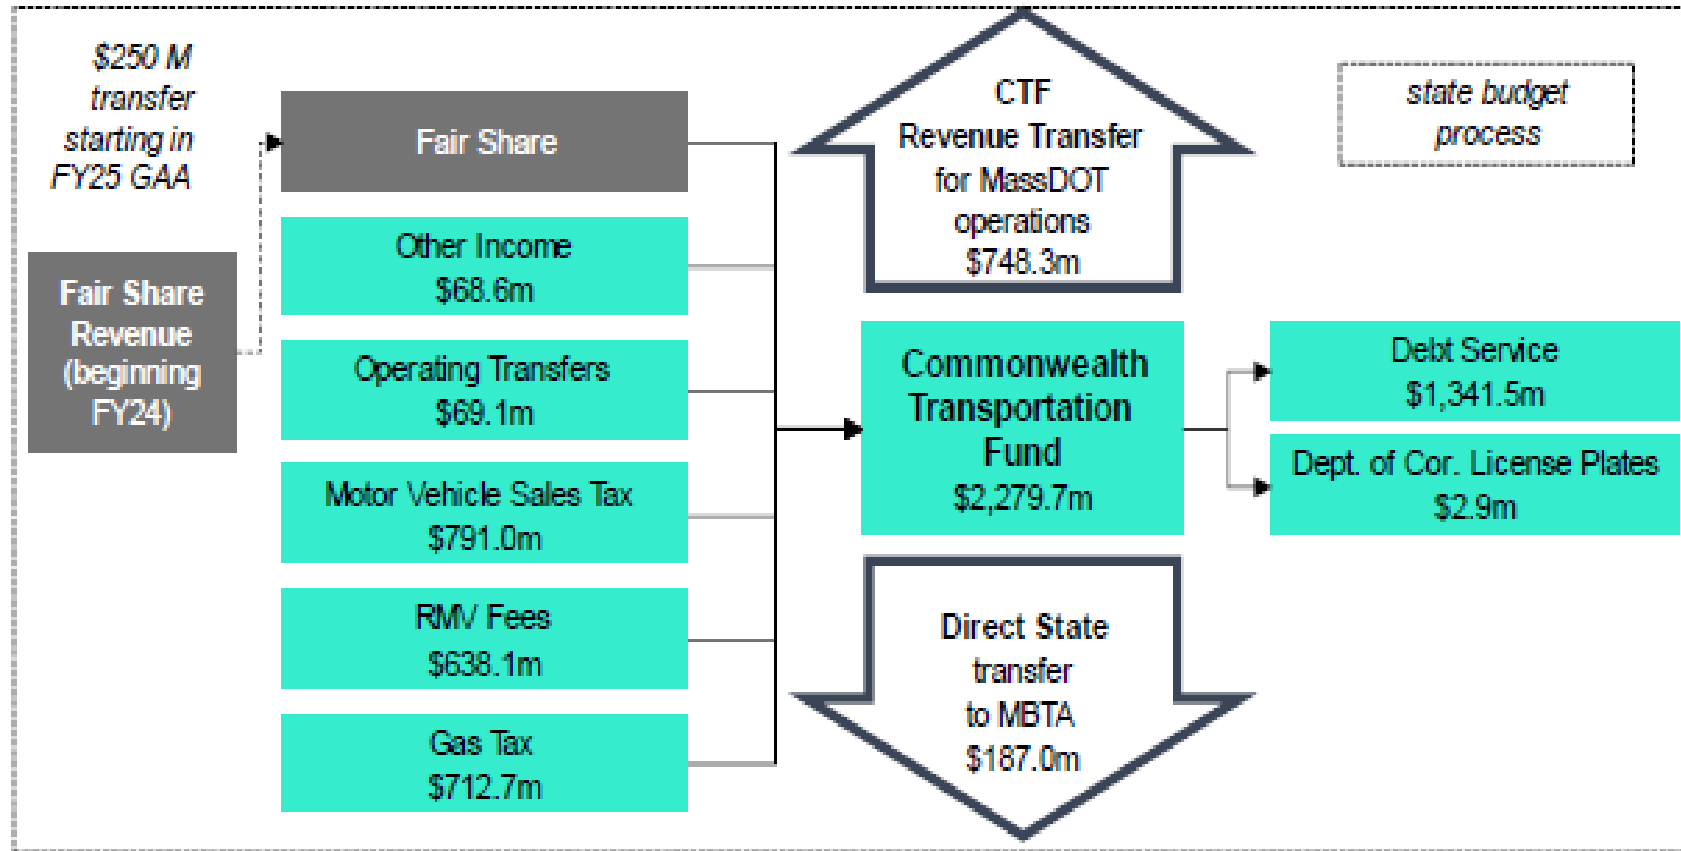 $250 M
transfer
starting in
FY25 GAA
Fair Share
Revenue
(beginning
FY24)
Fair Share
Other Income
$68.6m
Operating Transfers
$69.1m
Motor Vehicle Sales Tax
$791.0m
RMV Fees
$638.1m
Gas Tax
$712.7m
CTF
Revenue Transfer
for MassDOT
operations
$748.3m
Commonwealth
Transportation
Fund
$2,279.7m
Direct State
transfer
to MBTA
$187.0m
state budget
process
Debt Service
$1,341.5m
Dept. of Cor. License Plates
$2.9m